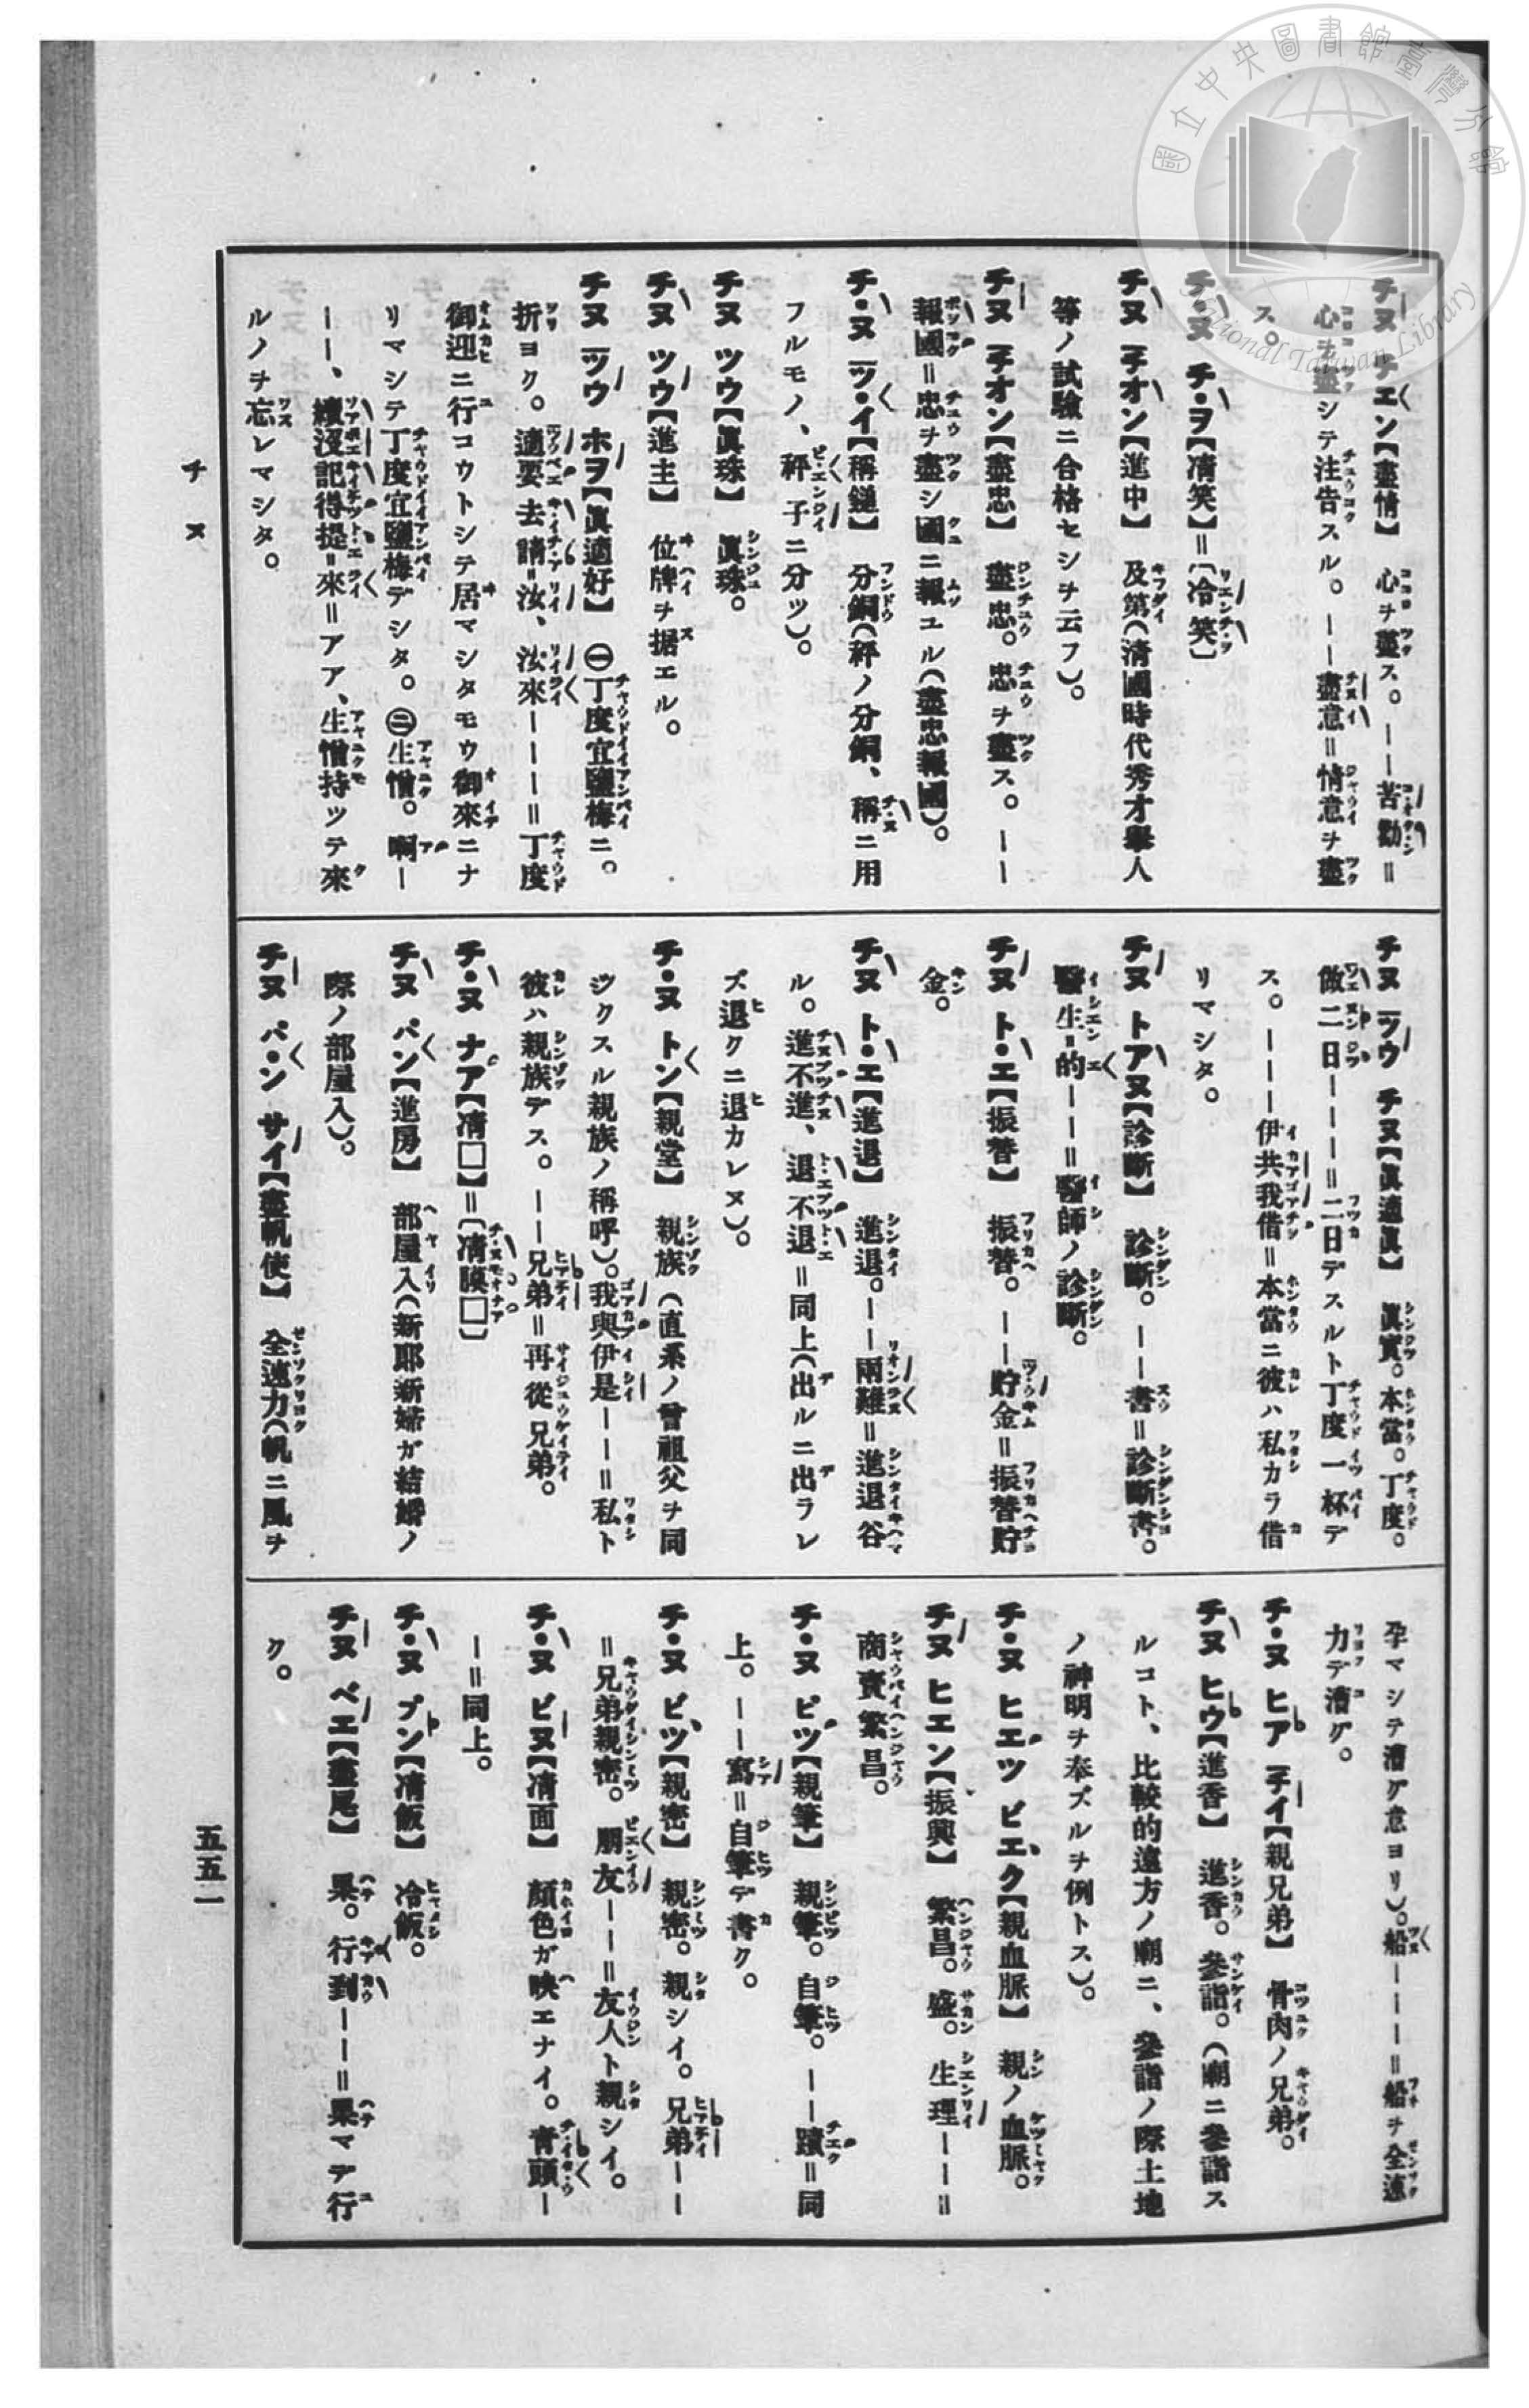 チヌ チエン【盡情】 心ヲ盡ス。――苦勸＝
心ヲ盡シテ注告スル。――盡意＝情意ヲ盡
ス。
チ・ヌ チ・ヲ【凊笑】＝〔冷笑〕
チヌ チオン【進中】 及第(清國時代秀才擧人
等ノ試驗ニ合格セシヲ云フ)。
チヌ チオン【盡忠】 盡忠。忠ヲ盡ス。――
報國＝忠ヲ盡シ國ニ報ユル(盡忠報國)。
チ・ヌ ツ・イ【稱鎚】 分銅(秤ノ分銅、稱ニ用
フルモノ、秤子ニ分ツ)。
チヌ ツウ【眞珠】 眞珠。
チヌ ツウ【進主】 位牌ヲ据エル。
チヌ ツウ ホヲ【眞適好】 ㊀丁度宜鹽梅ニ。
折ヨク。適要去請＝汝、汝來―――＝丁度
御迎ニ行コウトシテ居マシタモウ御來ニナ
リマシテ丁度宜鹽梅デシタ。㊁生憎。啊―
――、續沒記得提＝來＝アア、生憎持ツテ來
ルノヲ忘レマシタ。
チヌ ツウ チヌ【眞適眞】 眞實。本當。丁度。
做二日―――＝二日デスルト丁度一杯デ
ス。―――伊共我借＝本當ニ彼ハ私カラ借
リマシタ。
チヌ トアヌ【診斷】 診斷。――書＝診斷書。
醫生＝的―――＝醫師ノ診斷。
チヌ ト・エ【振替】 振替。――貯金＝振替貯
金。
チヌ ト・エ【進退】 進退。――兩難＝進退谷
ル。進不進、退不退＝同上(出ルニ出ラレ
ズ退クニ退カレヌ)。
チ・ヌ トン【親堂】 親族(直系ノ曾祖父ヲ同
ジクスル親族ノ稱呼)。我與伊是――＝私ト
彼ハ親族デス。――兄弟＝再從兄弟。
チ・ヌ ナア【凊□】＝〔凊膜□〕
チヌ パン【進房】 部屋入(新耶新婦ガ結婚ノ
際ノ部屋入)。
チヌ パ・ン サイ【盡帆使】 全速力(帆ニ風ヲ
孕マシテ漕グ意ヨリ)。船―――＝船ヲ全速
力デ漕グ。
チ・ヌ ヒア チイ【親兄弟】 骨肉ノ兄弟。
チヌ ヒウ【進香】 進香。參詣。(廟ニ參詣ス
ルコト、比較的遠方ノ廟ニ、參詣ノ際土地
ノ神明ヲ奉ズルヲ例トス)。
チ・ヌ ヒエツ ビエク【親血脈】 親ノ血脈。
チヌ ヒエン【振興】 繁昌。盛。生理――＝
商賣繁昌。
チ・ヌ ピツ【親筆】 親筆。自筆。――蹟＝同
上。――寫＝自筆デ書ク。
チ・ヌ ビツ【親密】 親密。親シイ。兄弟――
＝兄弟親密。朋友――＝友人ト親シイ。
チ・ヌ ビヌ【凊面】 顏色ガ映エナイ。靑頭―
―＝同上。
チ・ヌ プン【凊飯】 冷飯。
チヌ ベエ【盡尾】 果。行到――＝果マデ行
ク。
チヌ
五五一
國立中央圖書館臺灣分館
National Taiwan Library